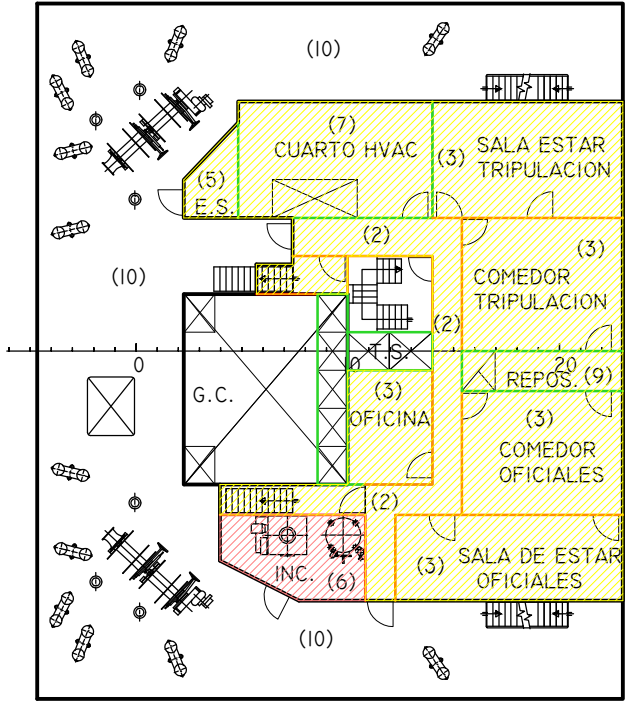 (10)
(7)
CUARTO HVAC
(3)
SALA ESTAR
TRIPULACION
(5)
E.S.
(2)
(3)
(10)
COMEDOR
TRIPULACION
(2)
0
T.S.
20
G.C.
(3)
OFICINA
REPOS. (9)
(3)
COMEDOR
OFICIALES
(2)
INC. (6)
(3)
SALA DE ESTAR
OFICIALES
(10)